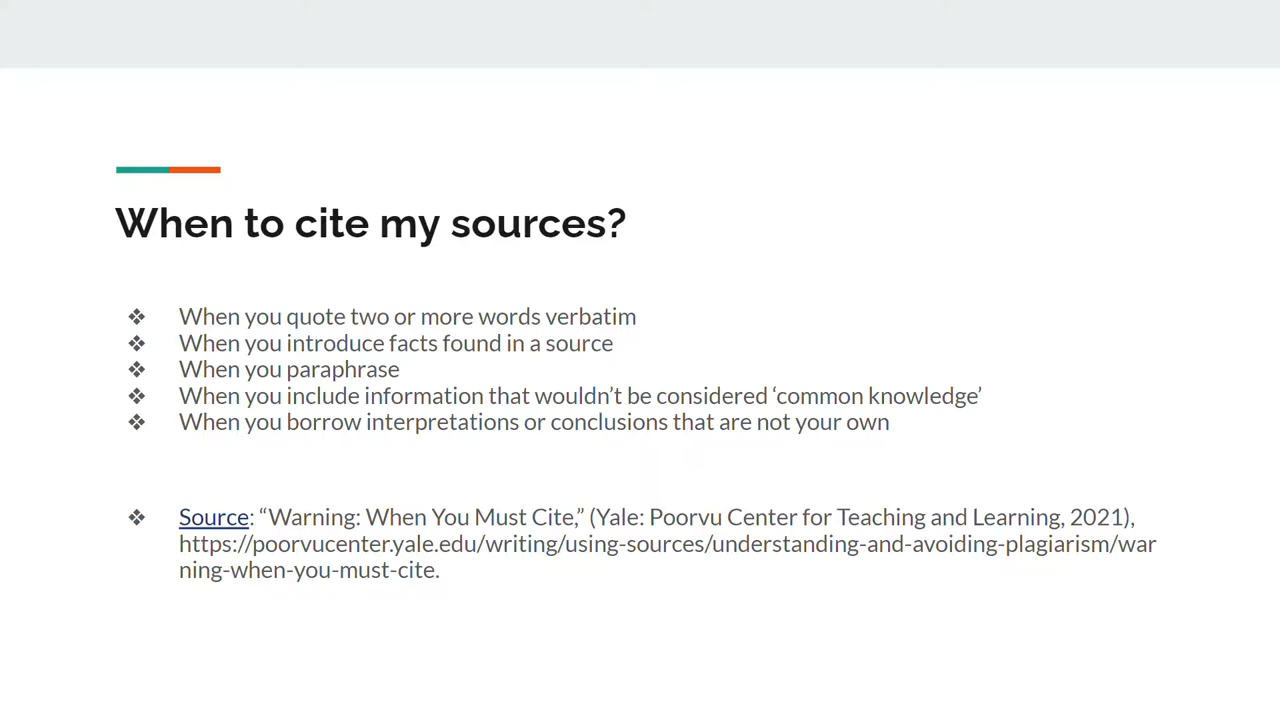 When to cite my sources?
❖ When you quote two or more words verbatim
❖ When you introduce facts found in a source
❖ When you paraphrase
❖ When you include information that wouldn’t be considered ‘common knowledge’
❖ When you borrow interpretations or conclusions that are not your own
❖ Source: “Warning: When You Must Cite,” (Yale: Poorvu Center for Teaching and Learning, 2021),
https://poorvucenter.yale.edu/writing/using-sources/understanding-and-avoiding-plagiarism/war
ning-when-you-must-cite.